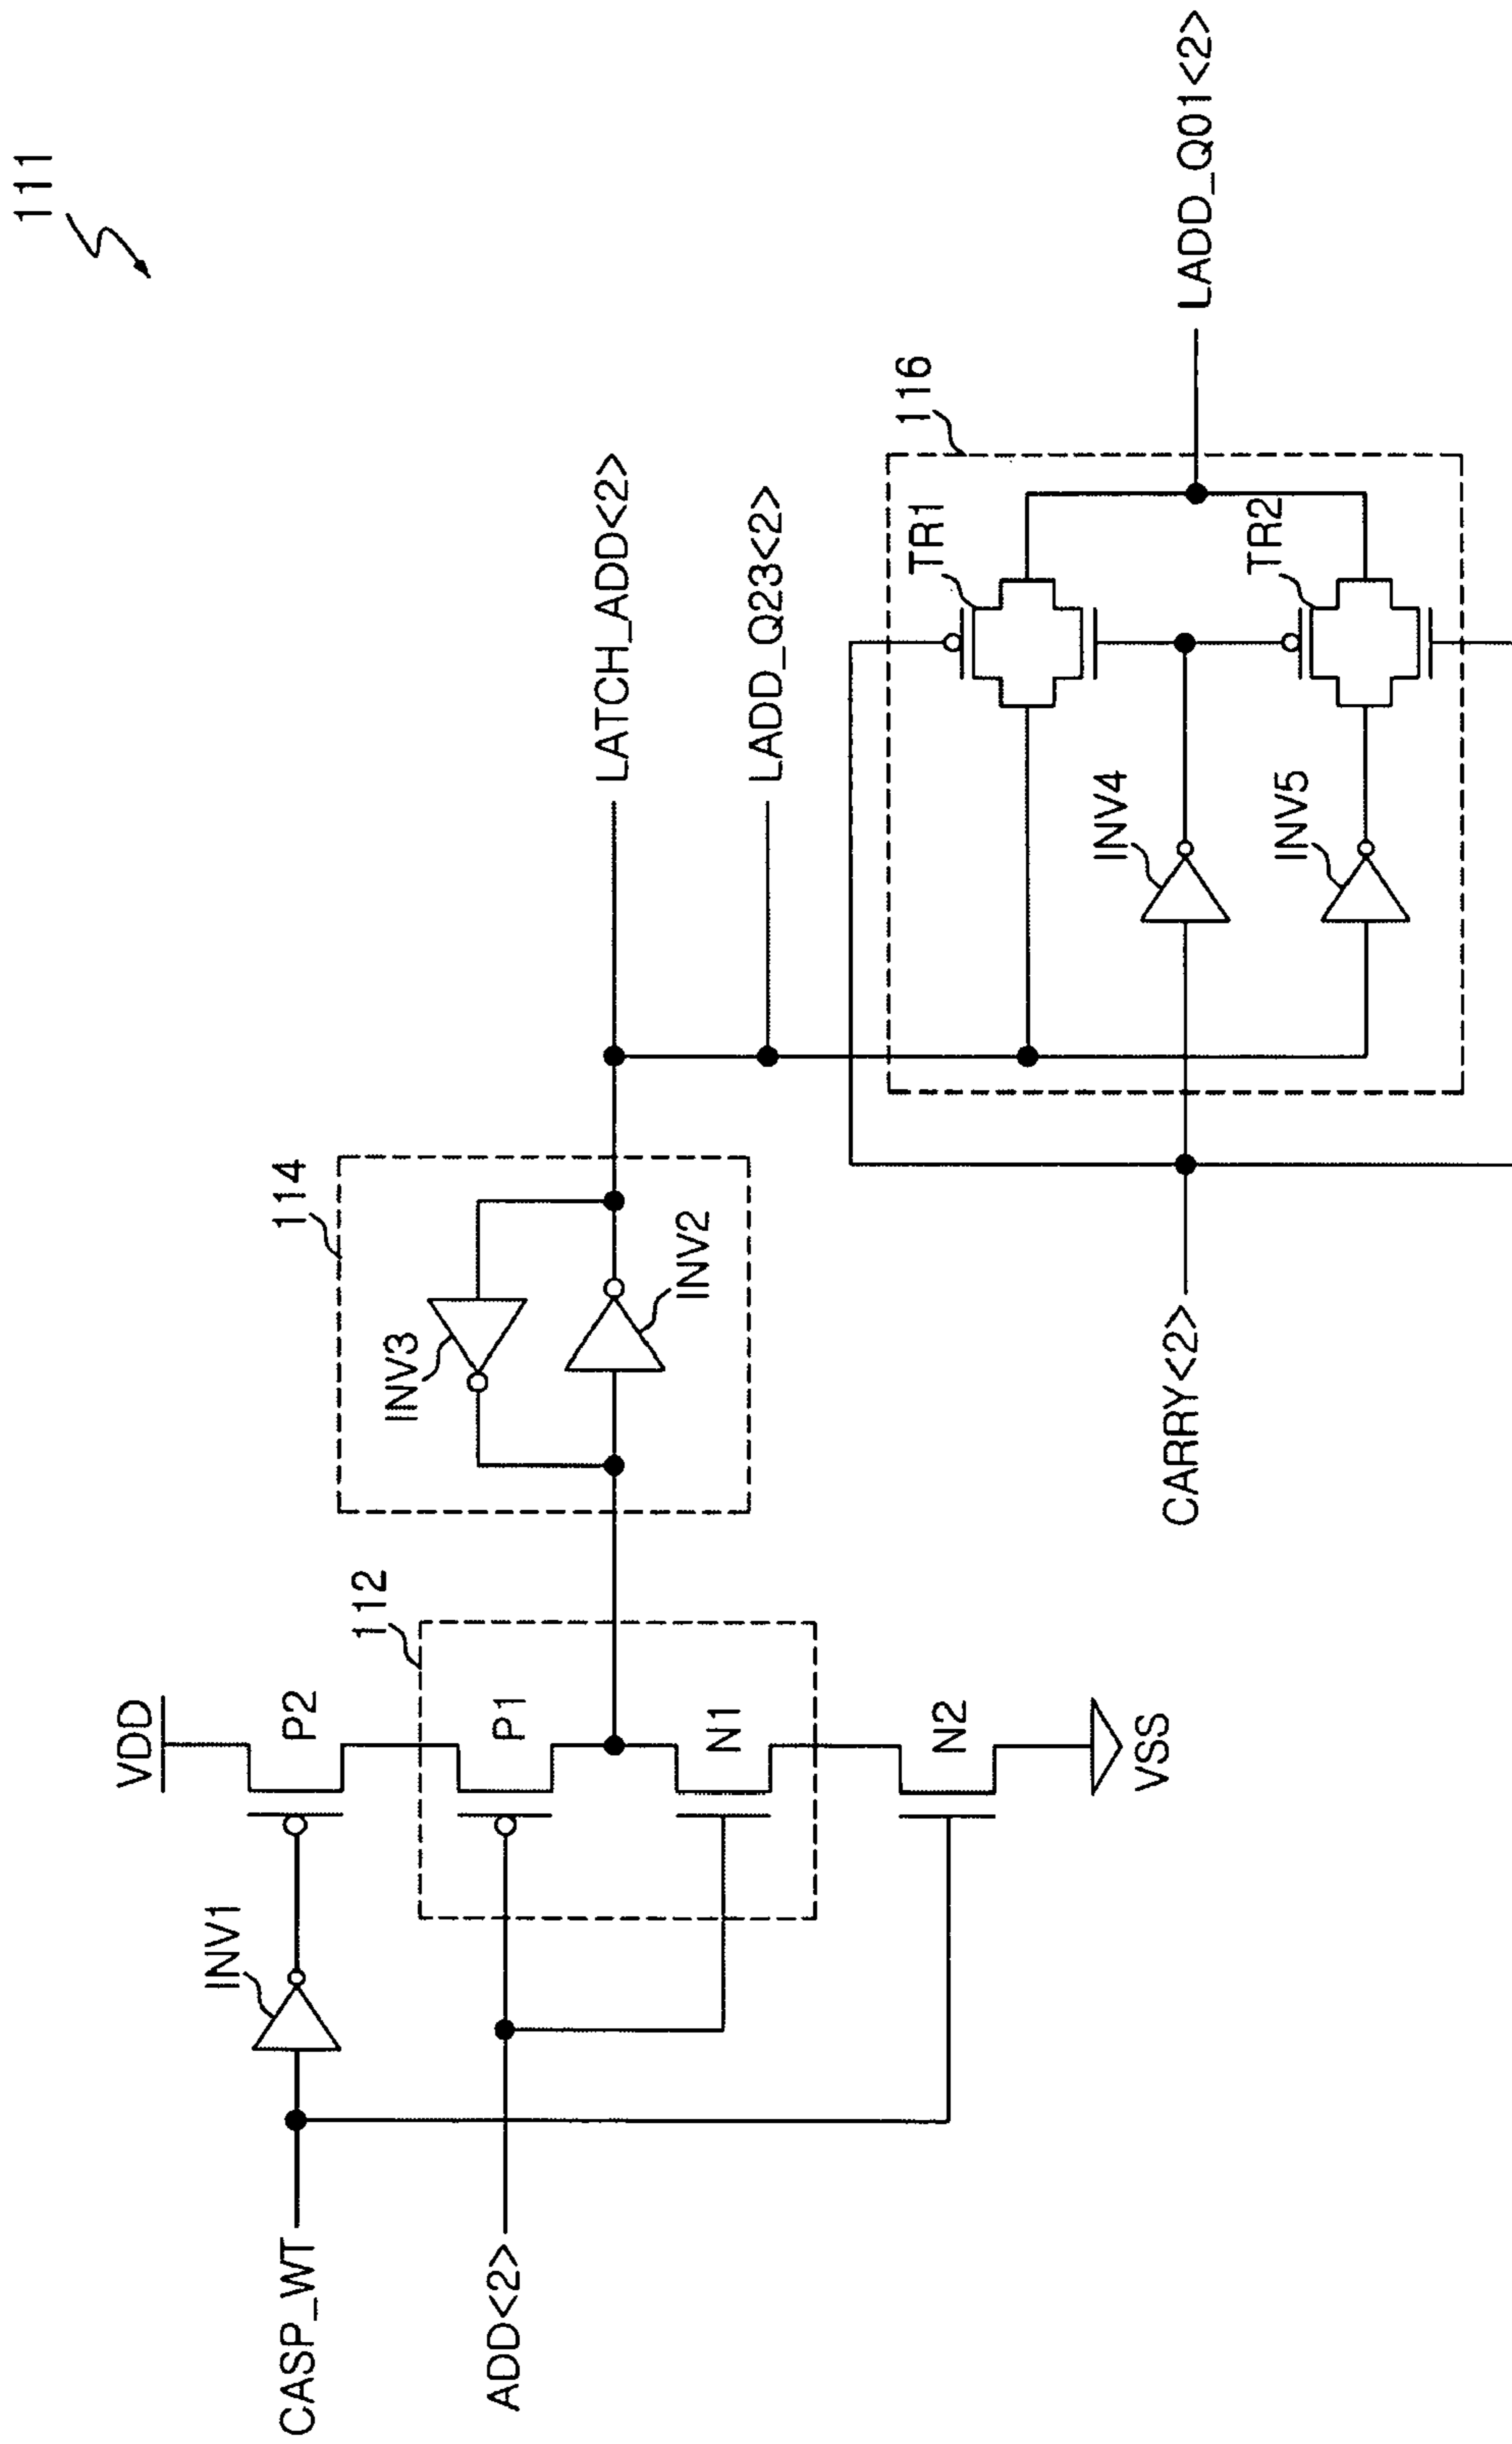 111
VDD
INV1
P2
112
P1
N1
N2
VSS
CASP_WT
ADD<2>
114
INV3
INV2
LATCH_ADD<2>
LADD_Q23<2>
116
TR1
INV4
TR2
INV5
CARRY<2>
LADD_Q01<2>